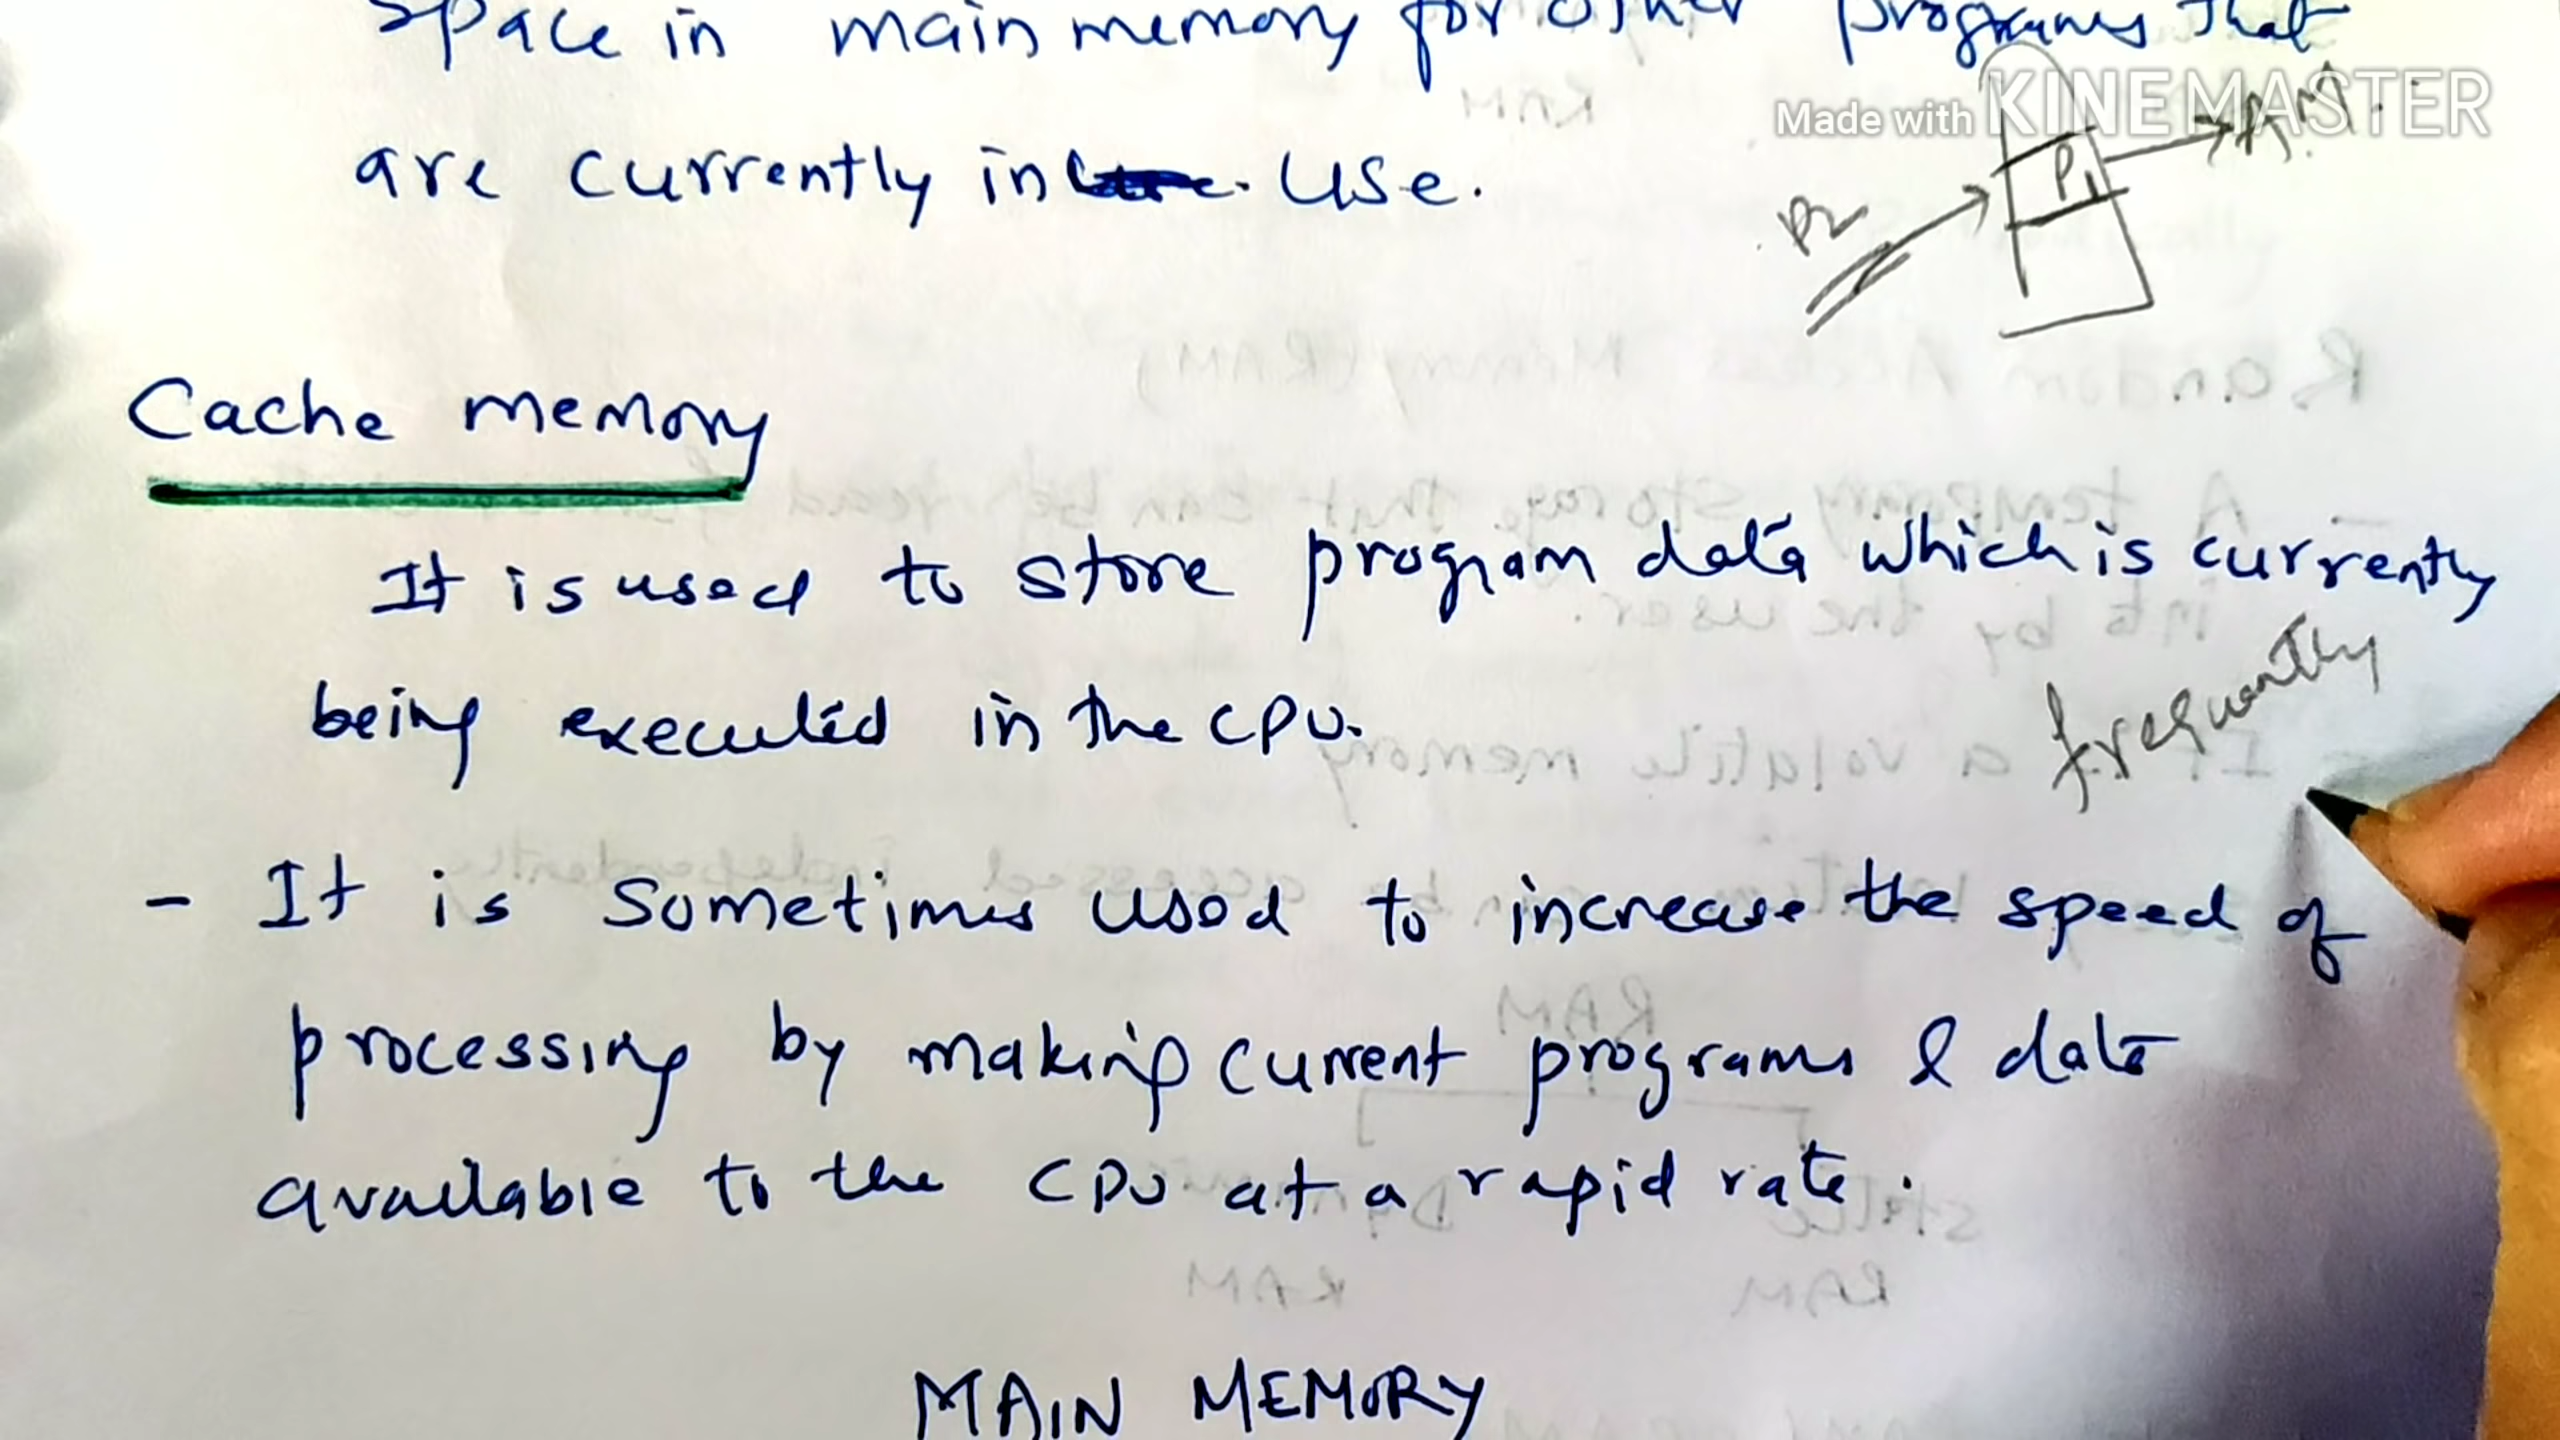 space in main memory for other programs that
Made with KINEMASTER
are currently in use.
P1
P2
Cache memory
It is used to store program data which is currently
being executed in the CPU.
frequently
- It is sometimes used to increase the speed of
processing by making current programs & data
available to the CPU at a rapid rate.
MAIN MEMORY